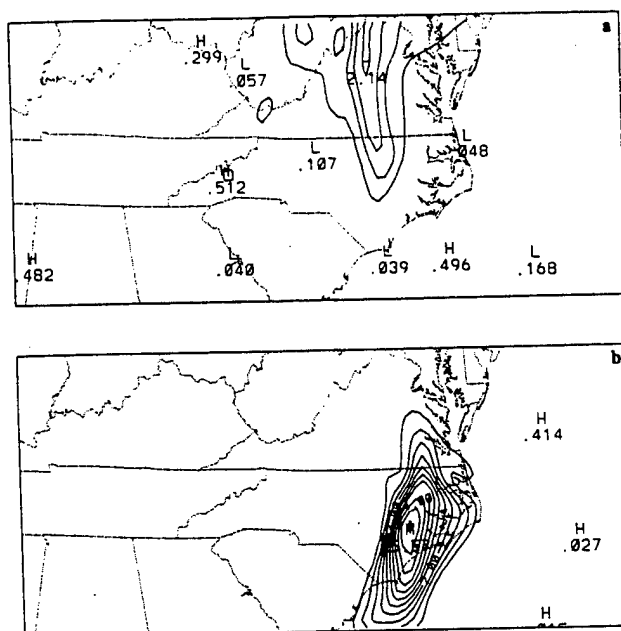 a
H
.299
L
.057
2.14
L
.107
L
.048
H
.512
H
.482
L
.040
L
.039
H
.496
L
.168
b
H
.414
H
.027
H